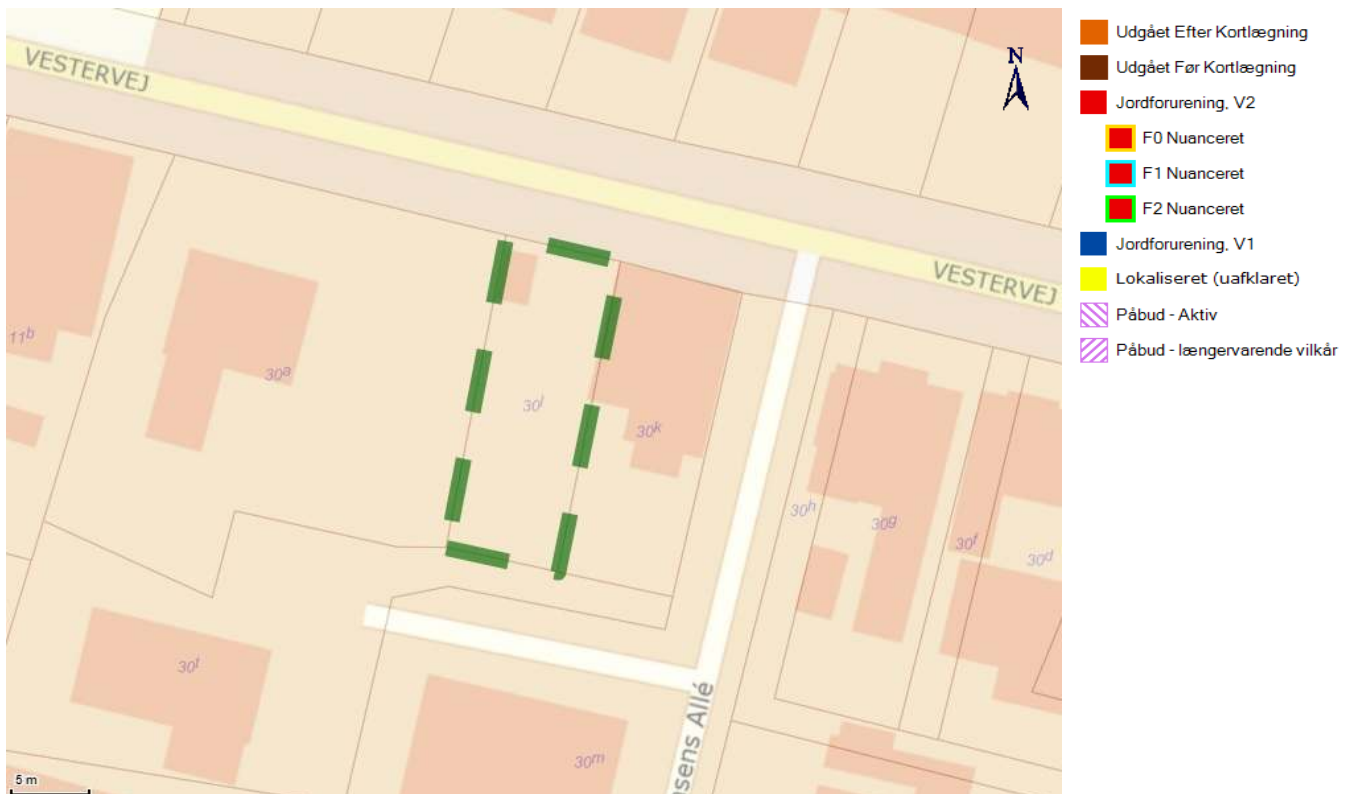 VESTERVEJ
N
VESTERVEJ
11b
30a
30k
30h
30g
30f
30d
30t
30m
sens Allé
5 m
Udgået Efter Kortlægning
Udgået Før Kortlægning
Jordforurening, V2
F0 Nuanceret
F1 Nuanceret
F2 Nuanceret
Jordforurening, V1
Lokaliseret (uafklaret)
Påbud - Aktiv
Påbud - længervarende vilkår